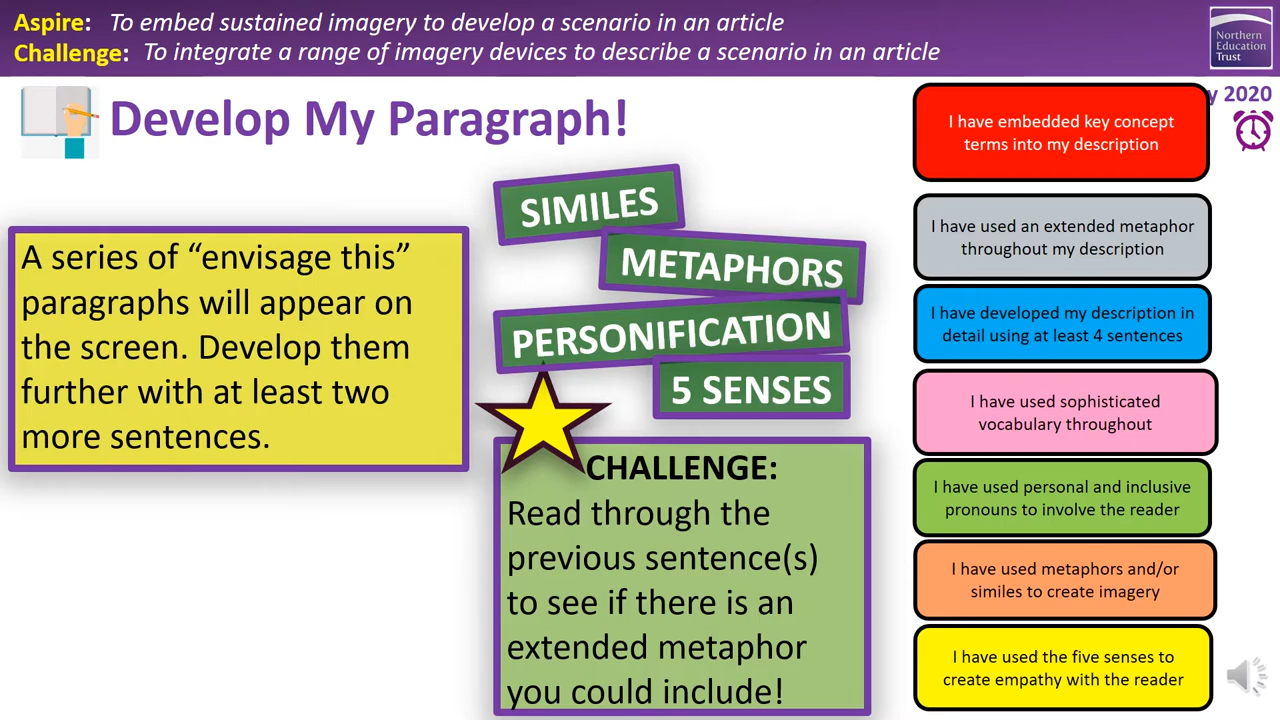 Aspire: To embed sustained imagery to develop a scenario in an article
Challenge: To integrate a range of imagery devices to describe a scenario in an article
Northern
Education
Trust
2020
Develop My Paragraph!
A series of “envisage this”
paragraphs will appear on
the screen. Develop them
further with at least two
more sentences.
SIMILES
METAPHORS
PERSONIFICATION
5 SENSES
CHALLENGE:
Read through the
previous sentence(s)
to see if there is an
extended metaphor
you could include!
I have embedded key concept
terms into my description
I have used an extended metaphor
throughout my description
I have developed my description in
detail using at least 4 sentences
I have used sophisticated
vocabulary throughout
I have used personal and inclusive
pronouns to involve the reader
I have used metaphors and/or
similes to create imagery
I have used the five senses to
create empathy with the reader